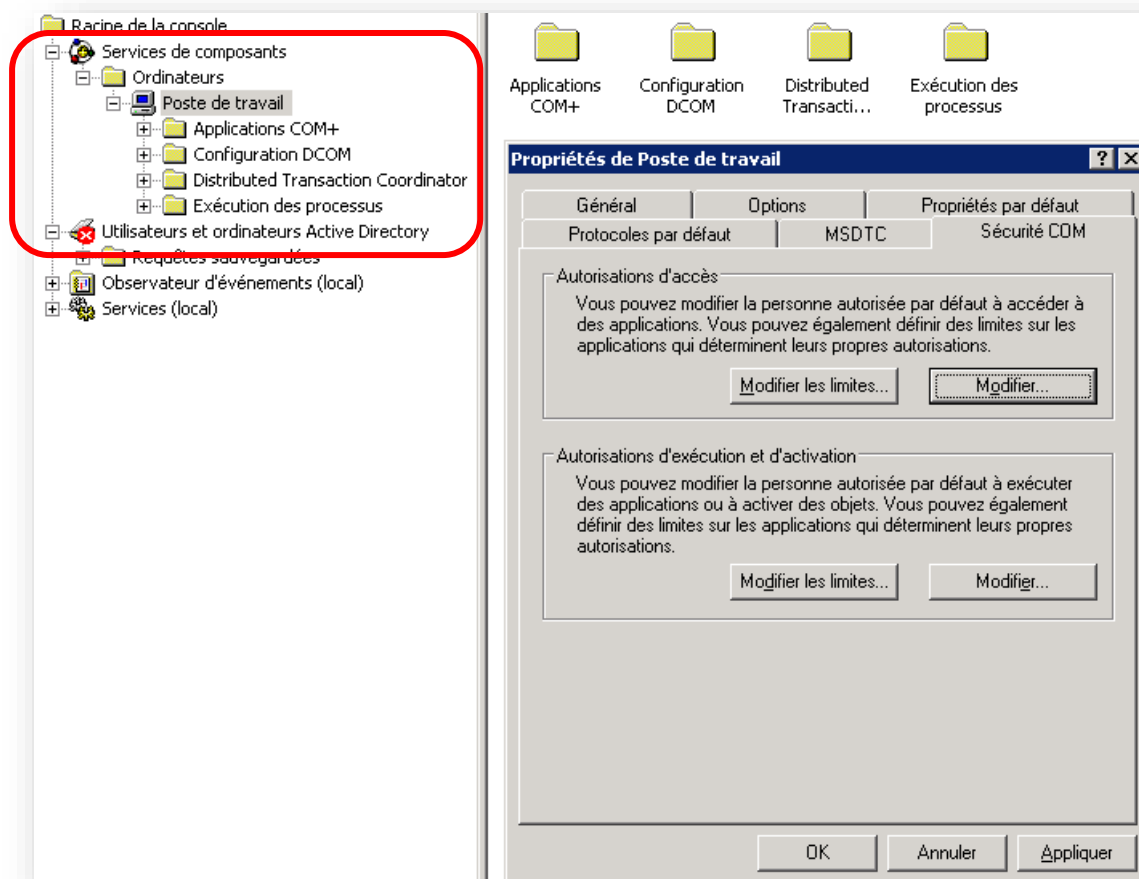 Racine de la console
Services de composants
Ordinateurs
Poste de travail
Applications COM+
Configuration DCOM
Distributed Transaction Coordinator
Exécution des processus
Utilisateurs et ordinateurs Active Directory
Requêtes sauvegardées
Observateur d'événements (local)
Services (local)
Applications
COM+
Configuration
DCOM
Distributed
Transacti...
Exécution des
processus
Propriétés de Poste de travail
Général
Options
Propriétés par défaut
Protocoles par défaut
MSDTC
Sécurité COM
Autorisations d'accès
Vous pouvez modifier la personne autorisée par défaut à accéder à
des applications. Vous pouvez également définir des limites sur les
applications qui déterminent leurs propres autorisations.
Modifier les limites...
Modifier...
Autorisations d'exécution et d'activation
Vous pouvez modifier la personne autorisée par défaut à exécuter
des applications ou à activer des objets. Vous pouvez également
définir des limites sur les applications qui déterminent leurs propres
autorisations.
Modifier les limites...
Modifier...
OK
Annuler
Appliquer